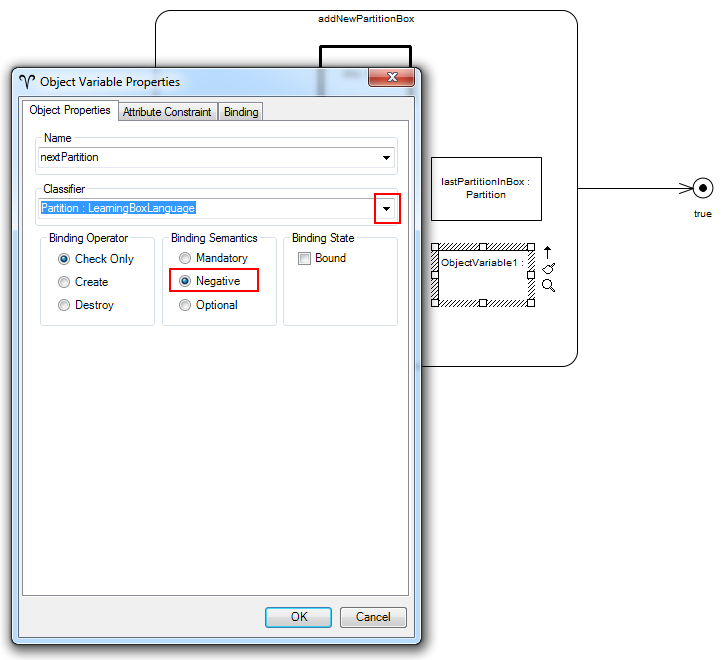 addNewPartitionBox
Object Variable Properties
Object Properties
Attribute Constraint
Binding
Name
nextPartition
Classifier
Partition : LearningBoxLanguage
Binding Operator
Check Only
Create
Destroy
Binding Semantics
Mandatory
Negative
Optional
Binding State
Bound
OK
Cancel
lastPartitionInBox :
Partition
ObjectVariable1 :
true